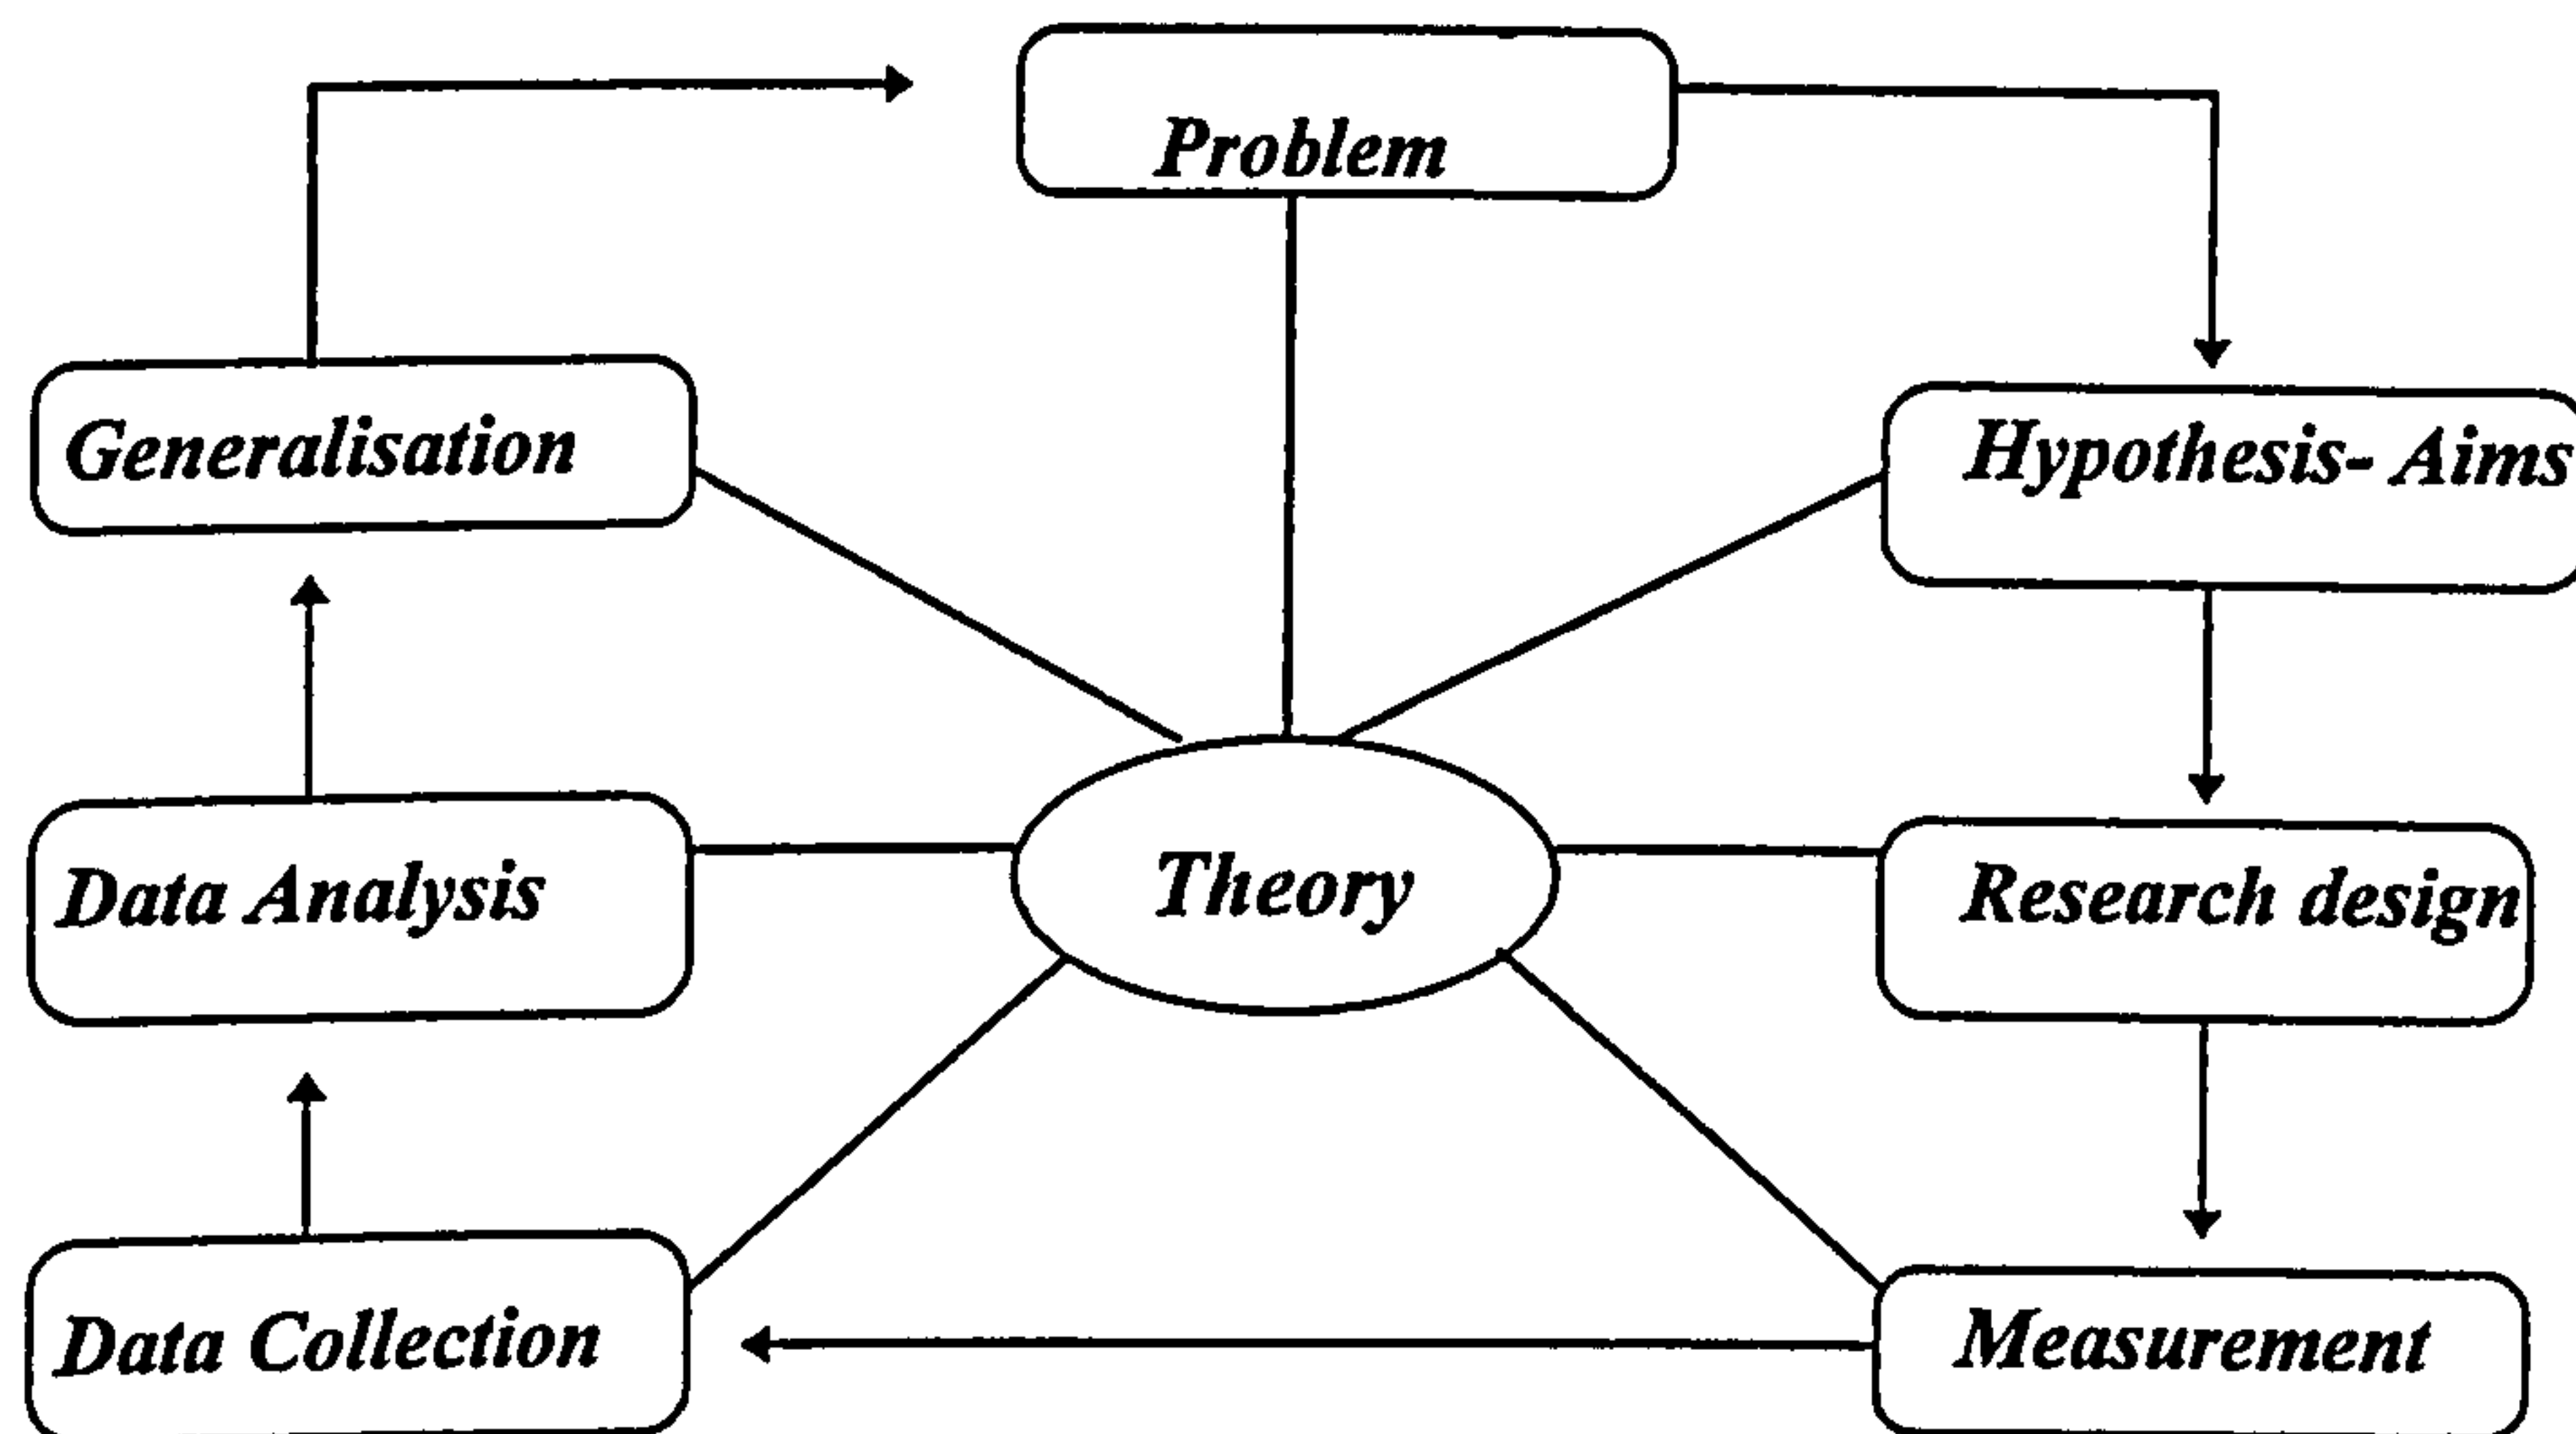 Problem
Generalisation
Hypothesis- Aims
Data Analysis
Theory
Research design
Data Collection
Measurement